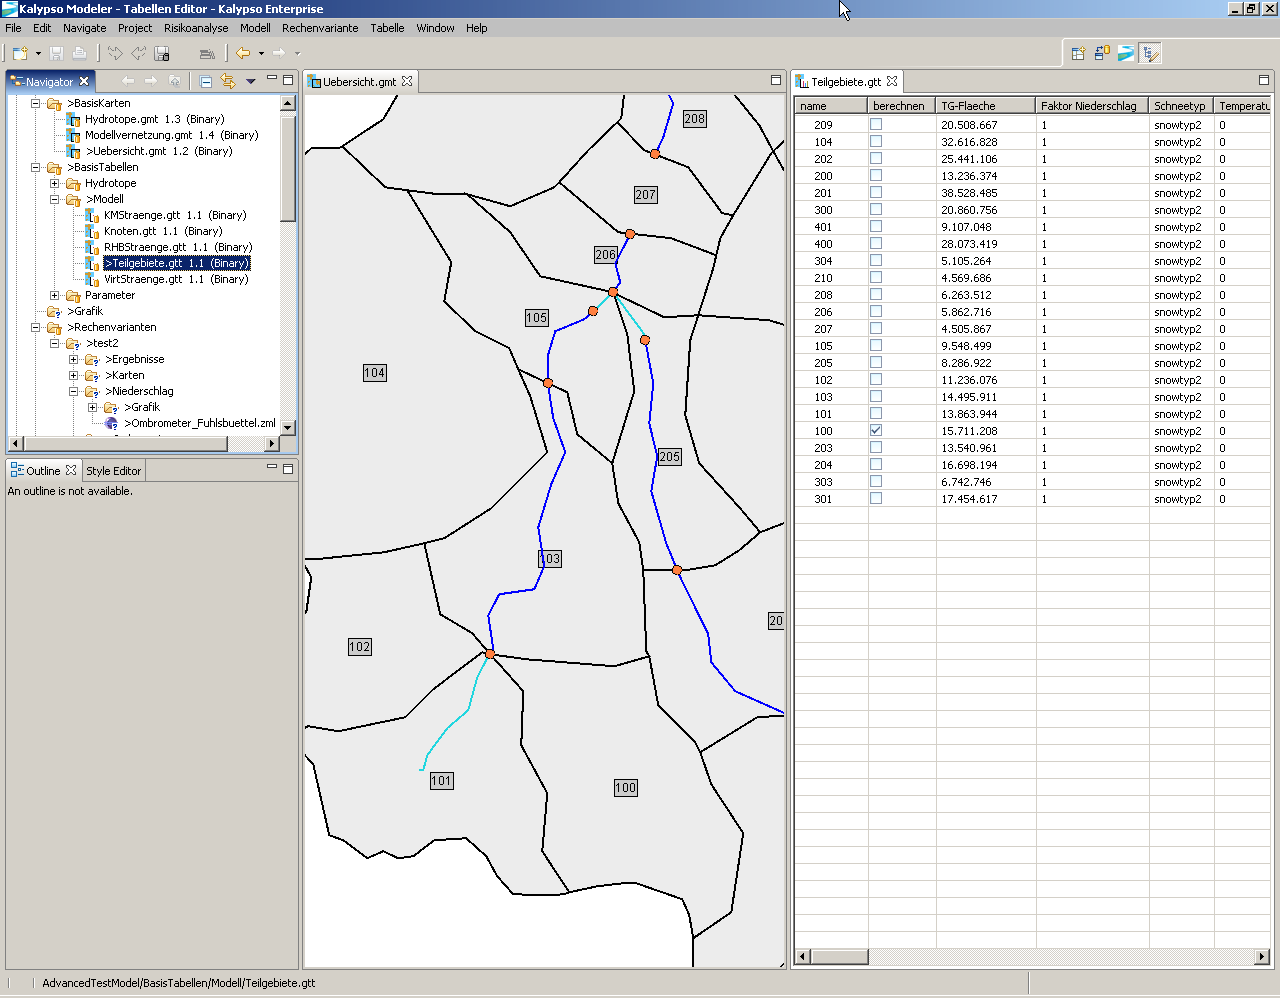 Kalypso Modeler - Tabellen Editor - Kalypso Enterprise
File Edit Navigate Project Risikoanalyse Modell Rechenvariante Tabelle Window Help
Navigator
>BasisKarten
Hydrotope.gmt 1.3 (Binary)
Modellvernetzung.gmt 1.4 (Binary)
>Uebersicht.gmt 1.2 (Binary)
>BasisTabellen
Hydrotope
>Modell
KMStraenge.gtt 1.1 (Binary)
Knoten.gtt 1.1 (Binary)
RHBStraenge.gtt 1.1 (Binary)
>Teilgebiete.gtt 1.1 (Binary)
VirtStraenge.gtt 1.1 (Binary)
Parameter
>Grafik
>Rechenvarianten
>test2
>Ergebnisse
>Karten
>Niederschlag
>Grafik
>Ombrometer_Fuhlsbuettel.zml
Outline Style Editor
An outline is not available.
Uebersicht.gmt
208
207
206
105
104
205
103
20
102
101
100
Teilgebiete.gtt
name berechnen TG-Flaeche Faktor Niederschlag Schneetyp Temperatu
209 20.508.667 1 snowtyp2 0
104 32.616.828 1 snowtyp2 0
202 25.441.106 1 snowtyp2 0
200 13.236.374 1 snowtyp2 0
201 38.528.485 1 snowtyp2 0
300 20.860.756 1 snowtyp2 0
401 9.107.048 1 snowtyp2 0
400 28.073.419 1 snowtyp2 0
304 5.105.264 1 snowtyp2 0
210 4.569.686 1 snowtyp2 0
208 6.263.512 1 snowtyp2 0
206 5.862.716 1 snowtyp2 0
207 4.505.867 1 snowtyp2 0
105 9.548.499 1 snowtyp2 0
205 8.286.922 1 snowtyp2 0
102 11.236.076 1 snowtyp2 0
103 14.495.911 1 snowtyp2 0
101 13.863.944 1 snowtyp2 0
100 15.711.208 1 snowtyp2 0
203 13.540.961 1 snowtyp2 0
204 16.698.194 1 snowtyp2 0
303 6.742.746 1 snowtyp2 0
301 17.454.617 1 snowtyp2 0
AdvancedTestModel/BasisTabellen/Modell/Teilgebiete.gtt